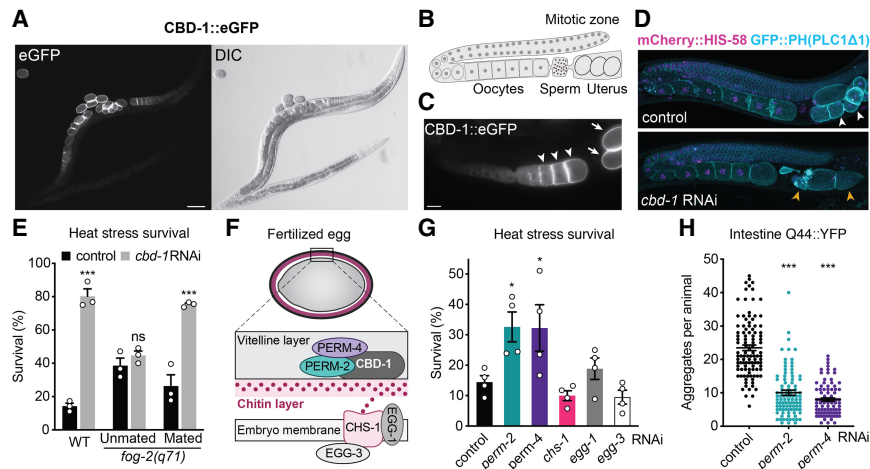 A
CBD-1::eGFP
eGFP
DIC
B
Mitotic zone
Oocytes
Sperm
Uterus
C
CBD-1::eGFP
D
mCherry::HIS-58 GFP::PH(PLC1Δ1)
control
cbd-1 RNAi
E
Heat stress survival
control
cbd-1RNAi
Survival (%)
100
80
60
40
20
0
***
ns
***
WT
Unmated
Mated
fog-2(q71)
F
Fertilized egg
Vitelline layer
PERM-4
PERM-2
CBD-1
Chitin layer
Embryo membrane
CHS-1
EGG-1
EGG-3
G
Heat stress survival
Survival (%)
50
40
30
20
10
0
*
*
control
perm-2
perm-4
chs-1
egg-1
egg-3
RNAi
H
Intestine Q44::YFP
Aggregates per animal
50
40
30
20
10
0
***
***
control
perm-2
perm-4
RNAi